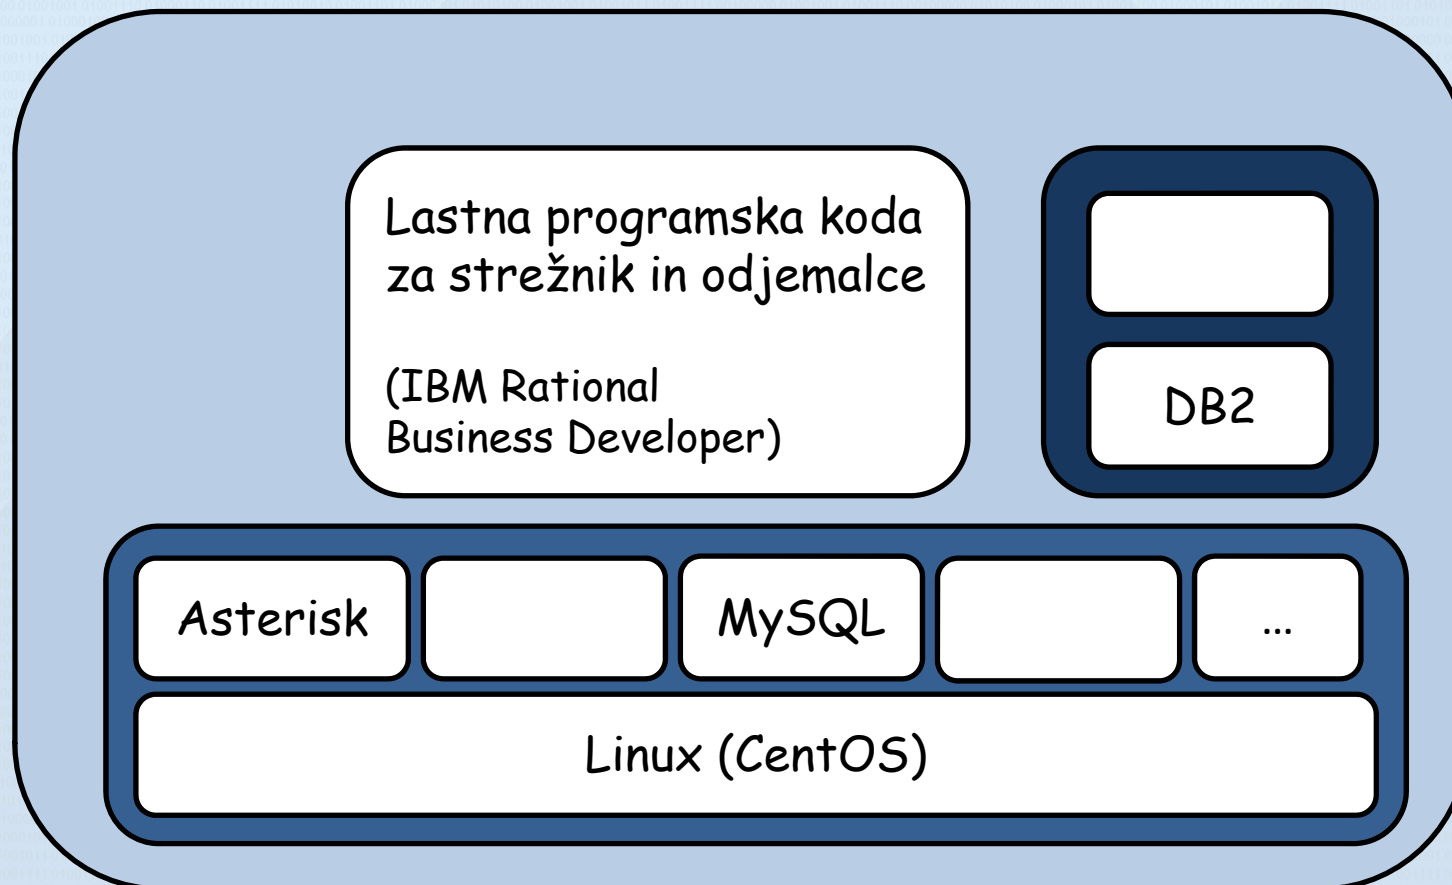 Lastna programska koda
za strežnik in odjemalce
(IBM Rational
Business Developer)
DB2
Asterisk
MySQL
...
Linux (CentOS)